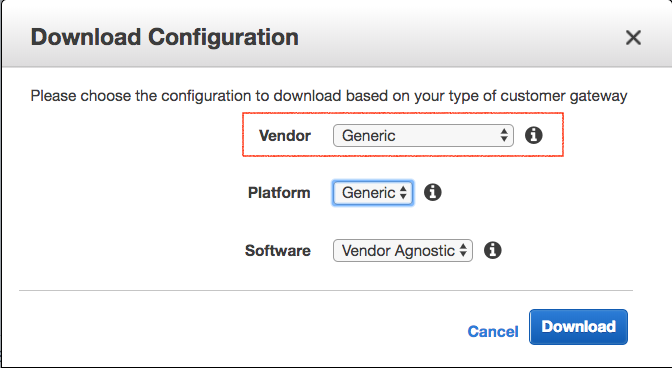 Download Configuration
Please choose the configuration to download based on your type of customer gateway
Vendor Generic
Platform Generic
Software Vendor Agnostic
Cancel Download